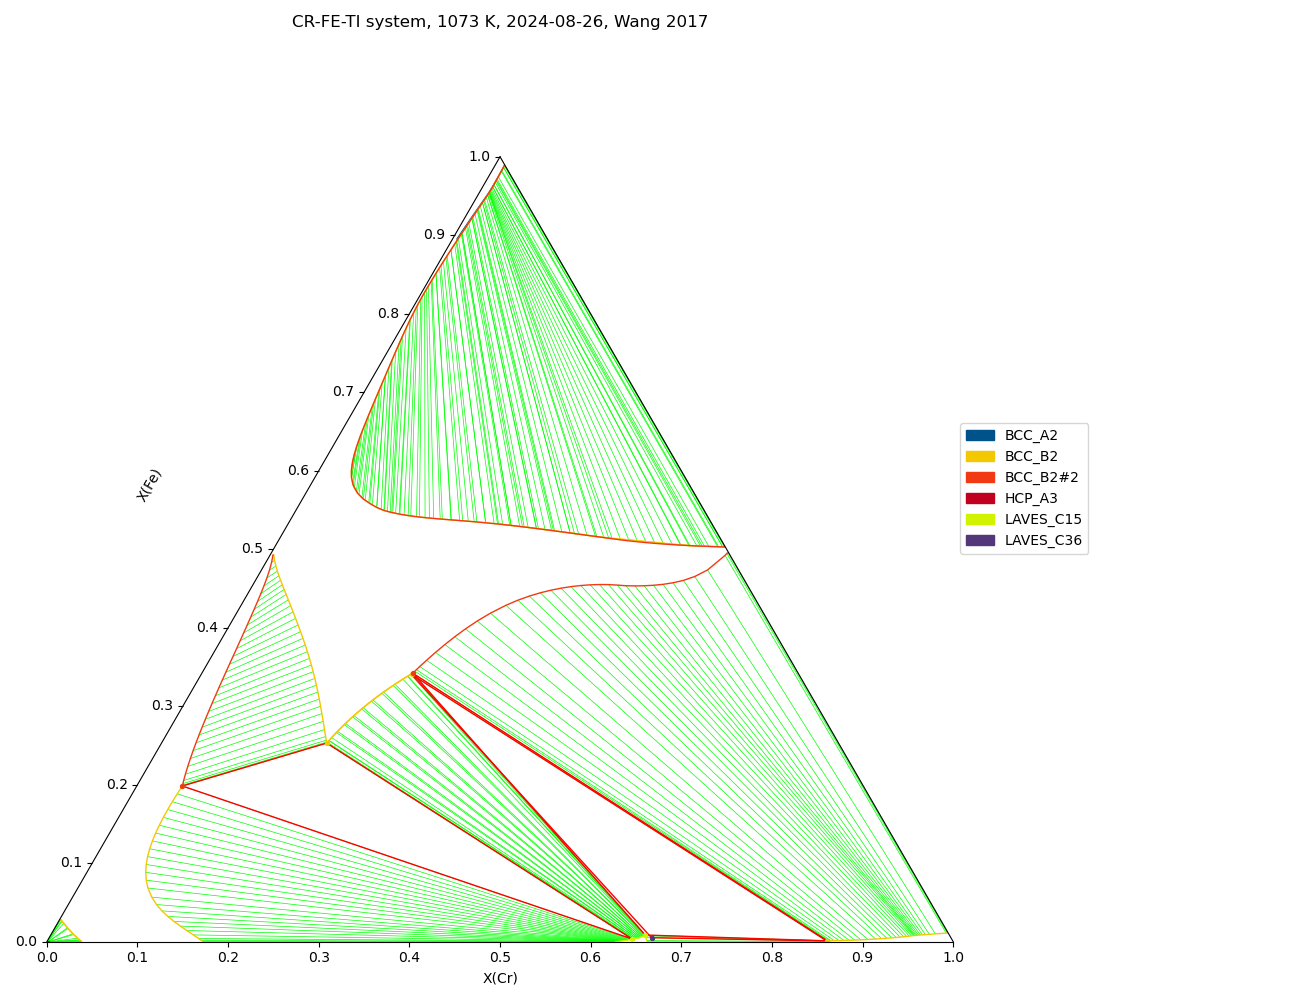 CR-FE-TI system, 1073 K, 2024-08-26, Wang 2017
1.0
0.9
0.8
0.7
0.6
0.5
0.4
0.3
0.2
0.1
0.0
X(Fe)
0.0 0.1 0.2 0.3 0.4 0.5 0.6 0.7 0.8 0.9 1.0
X(Cr)
BCC_A2
BCC_B2
BCC_B2#2
HCP_A3
LAVES_C15
LAVES_C36